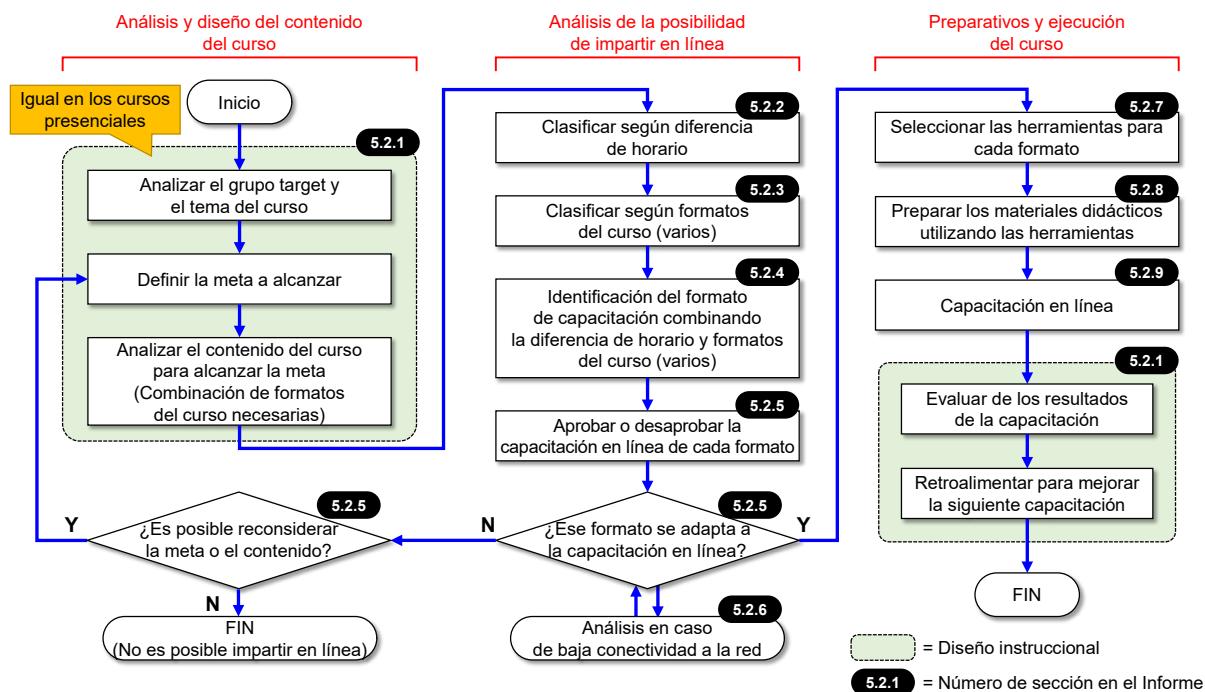 Análisis y diseño del contenido
del curso
Igual en los cursos
presenciales
Inicio
5.2.1
Analizar el grupo target y
el tema del curso
Definir la meta a alcanzar
Analizar el contenido del curso
para alcanzar la meta
(Combinación de formatos
del curso necesarias)
5.2.5
¿Es posible reconsiderar
la meta o el contenido?
Y
N
FIN
(No es posible impartir en línea)
Análisis de la posibilidad
de impartir en línea
5.2.2
Clasificar según diferencia
de horario
5.2.3
Clasificar según formatos
del curso (varios)
5.2.4
Identificación del formato
de capacitación combinando
la diferencia de horario y formatos
del curso (varios)
5.2.5
Aprobar o desaprobar la
capacitación en línea de cada formato
5.2.5
¿Ese formato se adapta a
la capacitación en línea?
N
Y
5.2.6
Análisis en caso
de baja conectividad a la red
Preparativos y ejecución
del curso
5.2.7
Seleccionar las herramientas para
cada formato
5.2.8
Preparar los materiales didácticos
utilizando las herramientas
5.2.9
Capacitación en línea
5.2.1
Evaluar de los resultados
de la capacitación
Retroalimentar para mejorar
la siguiente capacitación
FIN
= Diseño instruccional
5.2.1 = Número de sección en el Informe